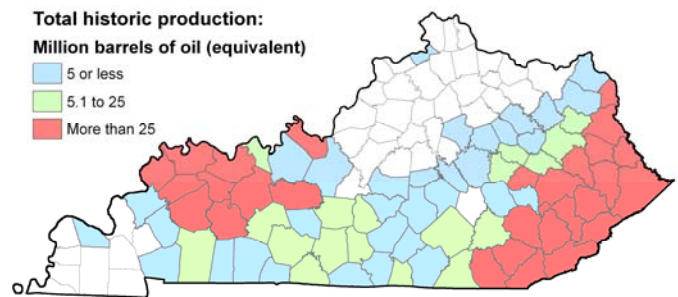 Total historic production:
Million barrels of oil (equivalent)
5 or less
5.1 to 25
More than 25